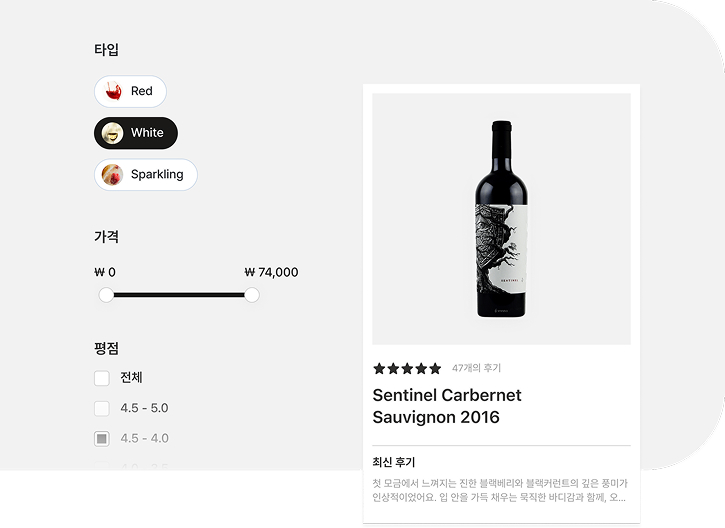 타입
Red
White
Sparkling
가격
₩ 0
₩ 74,000
평점
전체
4.5 - 5.0
4.5 - 4.0
SENTINEL
47개의 후기
Sentinel Carbernet
Sauvignon 2016
최신 후기
첫 모금에서 느껴지는 진한 블랙베리와 블랙커런트의 깊은 풍미가
인상적이었어요. 입 안을 가득 채우는 묵직한 바디감과 함께, 오...